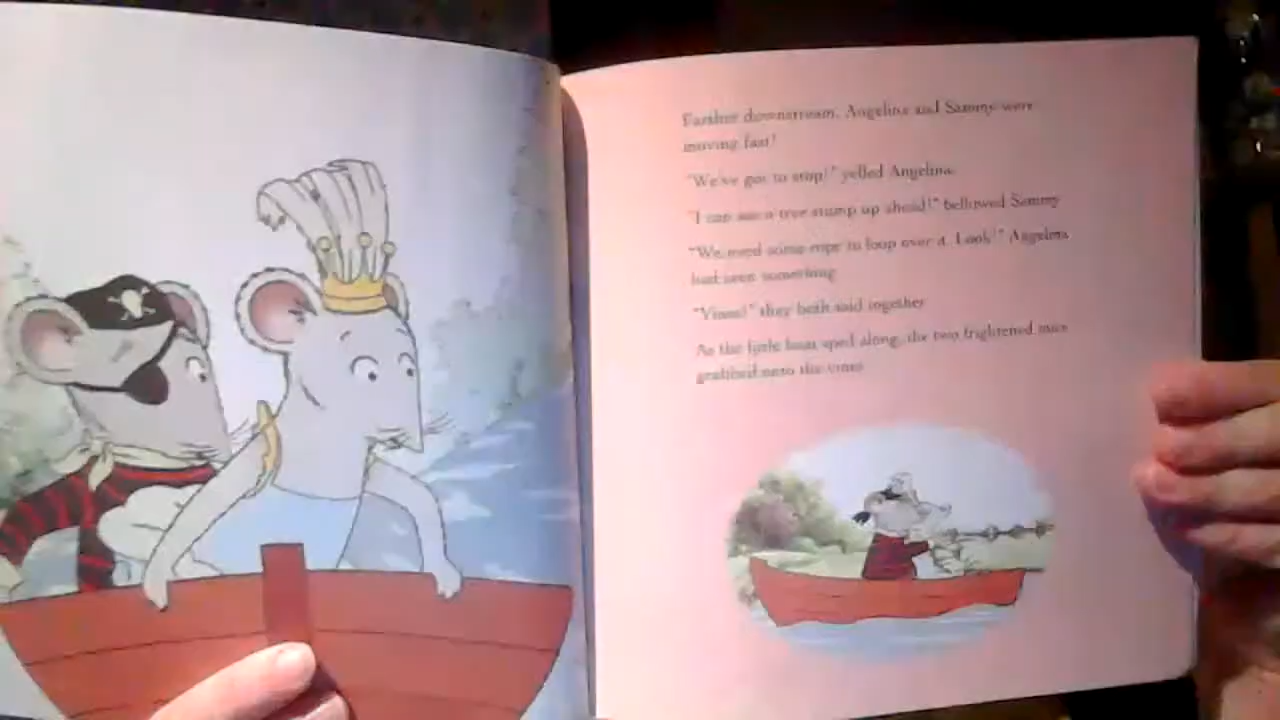 Farther downstream, Angelina and Sammy were
moving fast!
"We've got to stop!" yelled Angelina.
"I can see a tree stump up ahead!" bellowed Sammy.
"We need some rope to loop over it. Look!" Angelina
had seen something.
"Vines!" they both said together.
As the little boat sped along, the two frightened mice
grabbed onto the vines.